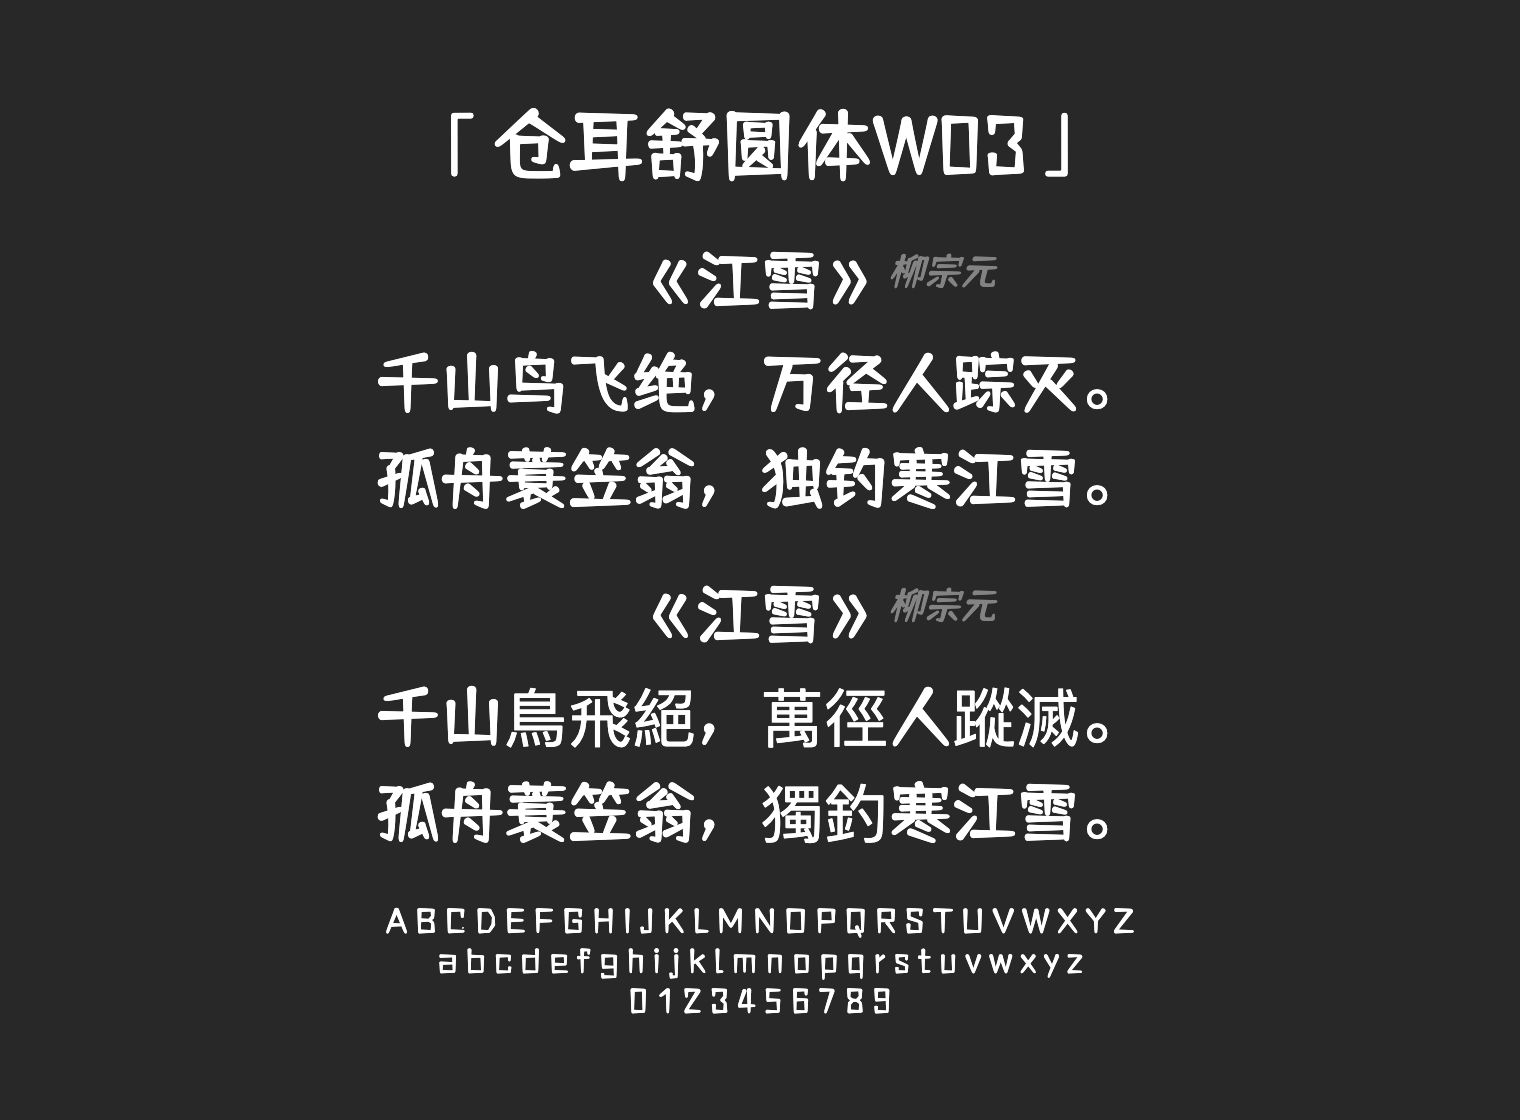 「仓耳舒圆体W03」
《江雪》 柳宗元
千山鸟飞绝，万径人踪灭。
孤舟蓑笠翁，独钓寒江雪。
《江雪》 柳宗元
千山鳥飛絕，萬徑人蹤滅。
孤舟蓑笠翁，獨釣寒江雪。
ABCDEFGHIJKLMNOPQRSTUVWXYZ
abcdefghijklmnopqrstuvwxyz
0123456789